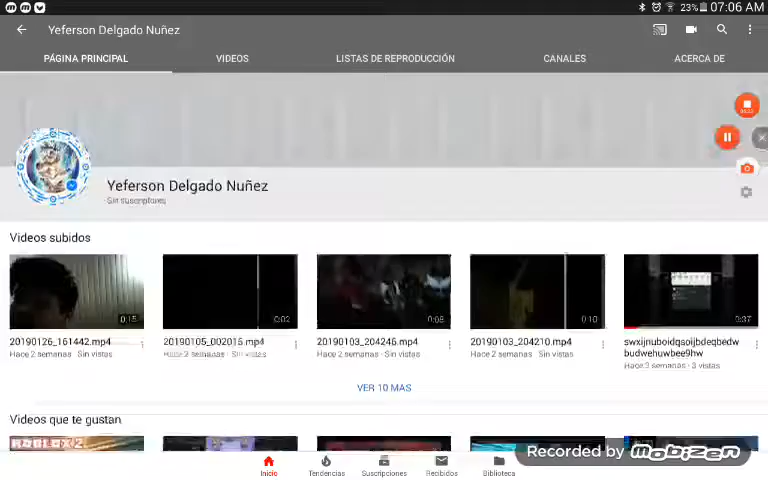 23% 07:06 AM
Yeferson Delgado Nuñez
PÁGINA PRINCIPAL VIDEOS LISTAS DE REPRODUCCIÓN CANALES ACERCA DE
Yeferson Delgado Nuñez
Sin suscriptores
Videos subidos
0:15 0:02 0:08 0:10 0:37
20190126_161442.mp4
Hace 2 semanas · Sin vistas
20190105_002015.mp4
Hace 2 semanas · Sin vistas
20190103_204246.mp4
Hace 2 semanas · Sin vistas
20190103_204210.mp4
Hace 2 semanas · Sin vistas
swxijnuboidqsoijbdeqbedw
budwehuwbee9hw
Hace 3 semanas · 3 vistas
VER 10 MÁS
Videos que te gustan
ROBLOX 2
Recorded by mobizen
Inicio Tendencias Suscripciones Recibidos Biblioteca